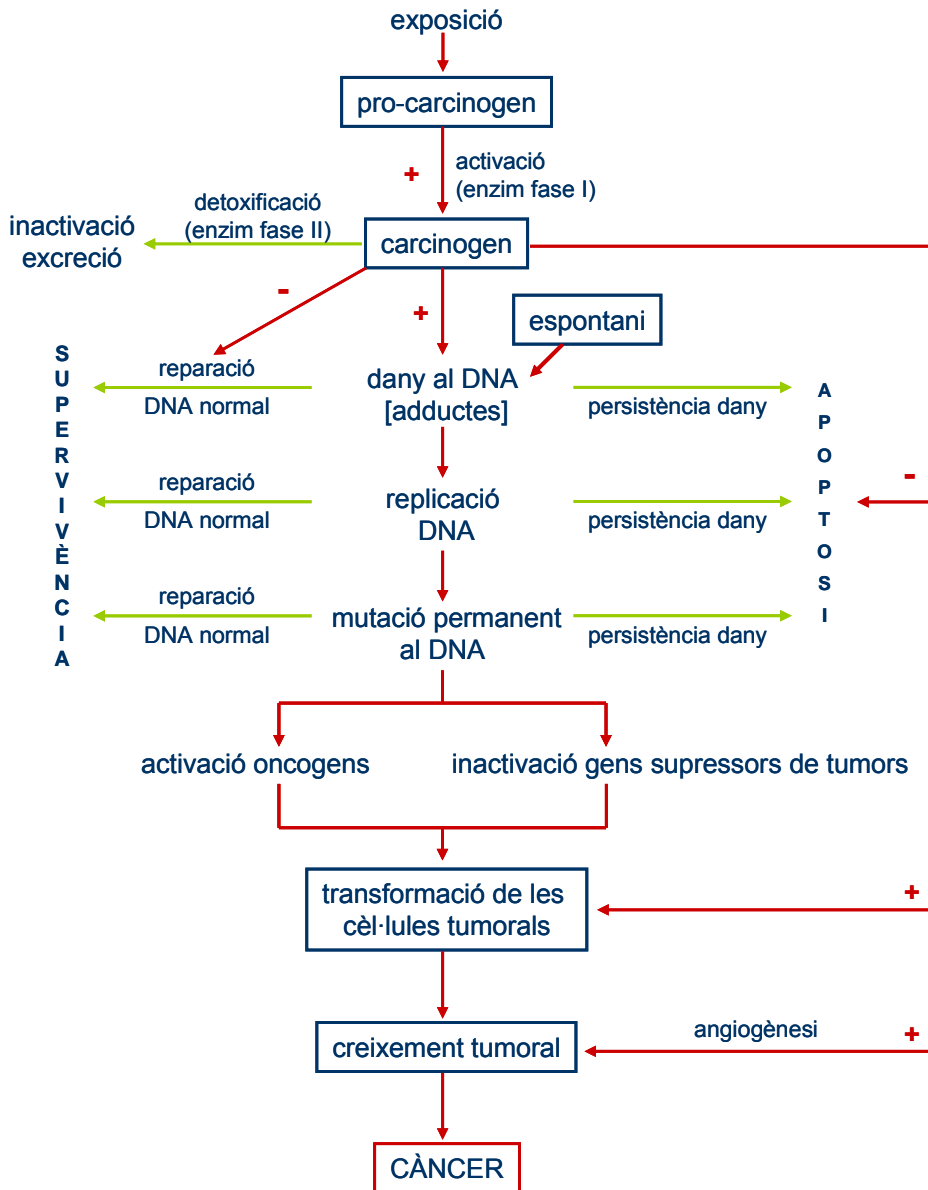 exposició
pro-carcinogen
+
activació
(enzim fase I)
detoxificació
(enzim fase II)
inactivació
excreció
carcinogen
-
+
espontani
SUPERVIVÈNCIA
reparació
DNA normal
dany al DNA
[adductes]
persistència dany
APOPTOSI
reparació
DNA normal
replicació
DNA
persistència dany
-
reparació
DNA normal
mutació permanent
al DNA
persistència dany
activació oncogens
inactivació gens supressors de tumors
transformació de les
cèl·lules tumorals
+
creixement tumoral
angiogènesi
+
CÀNCER